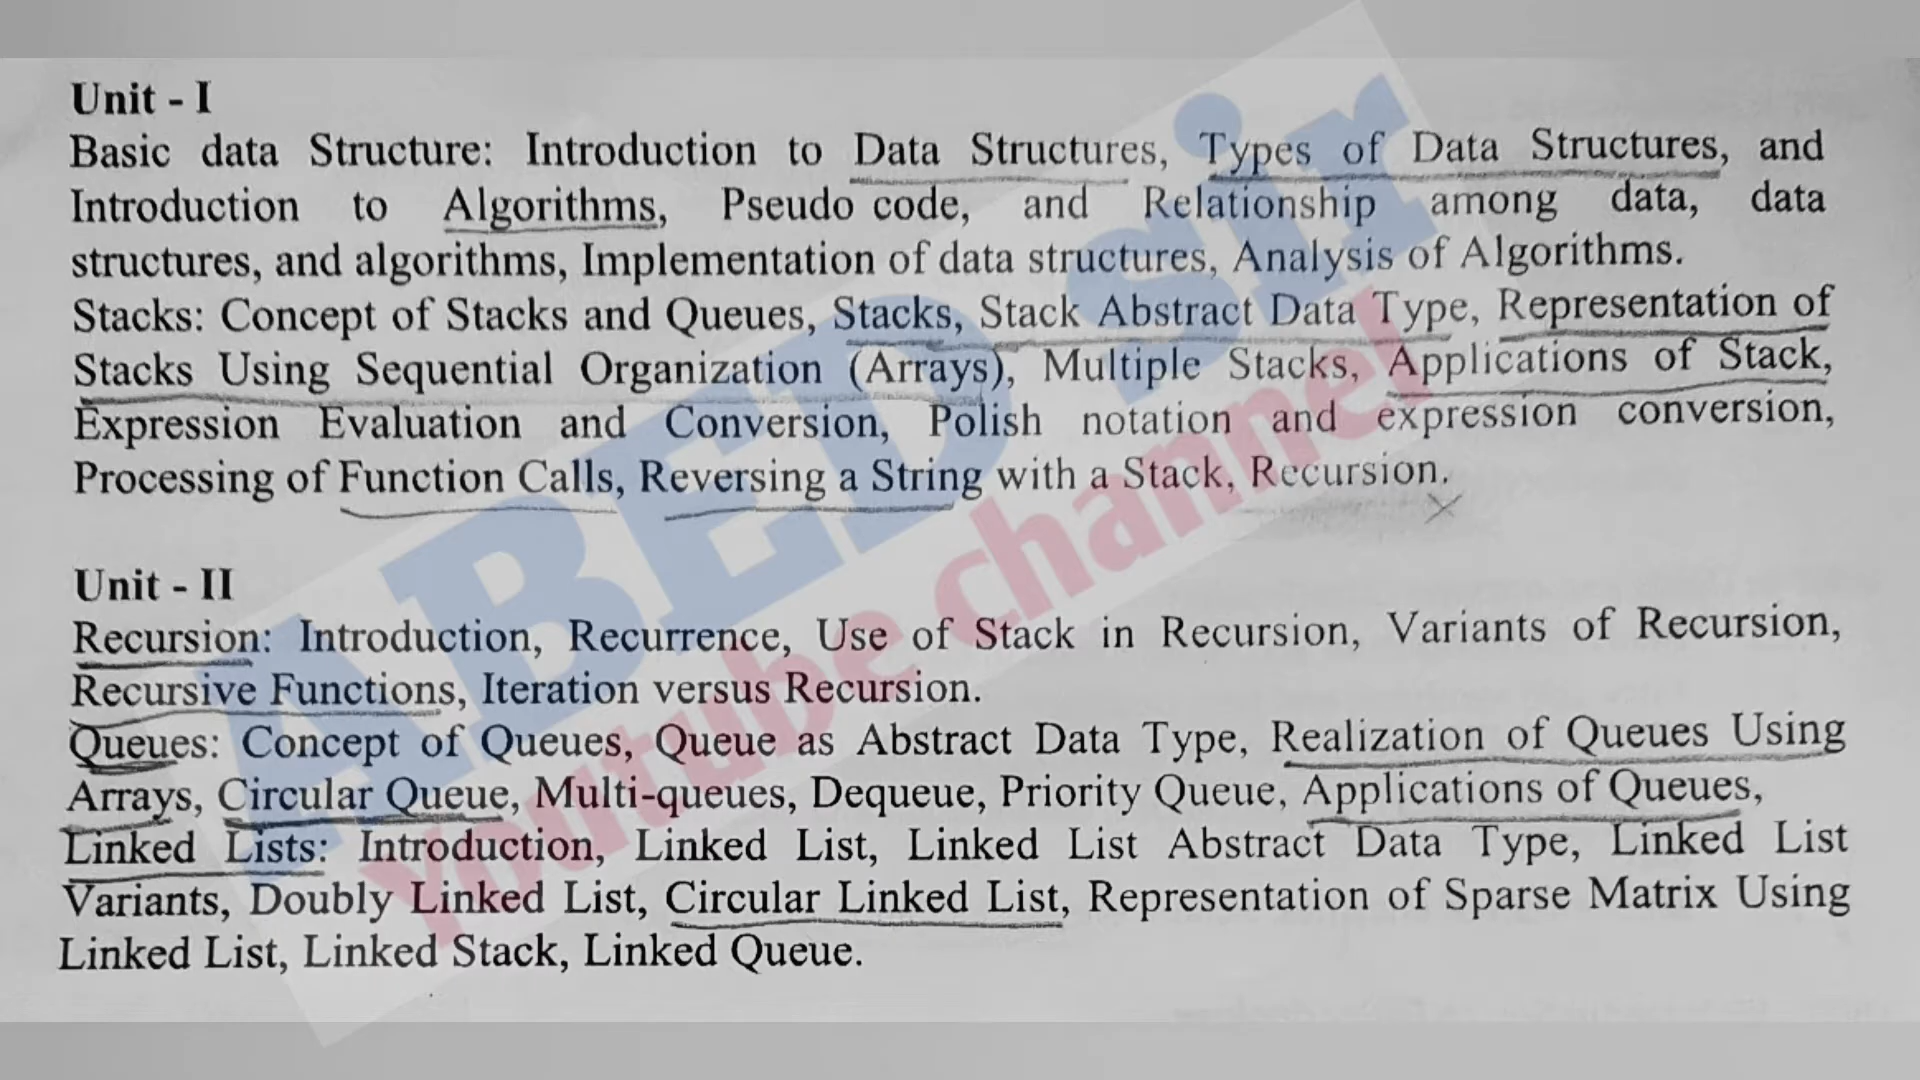 Unit - I
Basic data Structure: Introduction to Data Structures, Types of Data Structures, and
Introduction to Algorithms, Pseudo code, and Relationship among data, data
structures, and algorithms, Implementation of data structures, Analysis of Algorithms.
Stacks: Concept of Stacks and Queues, Stacks, Stack Abstract Data Type, Representation of
Stacks Using Sequential Organization (Arrays), Multiple Stacks, Applications of Stack,
Expression Evaluation and Conversion, Polish notation and expression conversion,
Processing of Function Calls, Reversing a String with a Stack, Recursion.
Unit - II
Recursion: Introduction, Recurrence, Use of Stack in Recursion, Variants of Recursion,
Recursive Functions, Iteration versus Recursion.
Queues: Concept of Queues, Queue as Abstract Data Type, Realization of Queues Using
Arrays, Circular Queue, Multi-queues, Dequeue, Priority Queue, Applications of Queues,
Linked Lists: Introduction, Linked List, Linked List Abstract Data Type, Linked List
Variants, Doubly Linked List, Circular Linked List, Representation of Sparse Matrix Using
Linked List, Linked Stack, Linked Queue.
ABED sir
Youtube channel